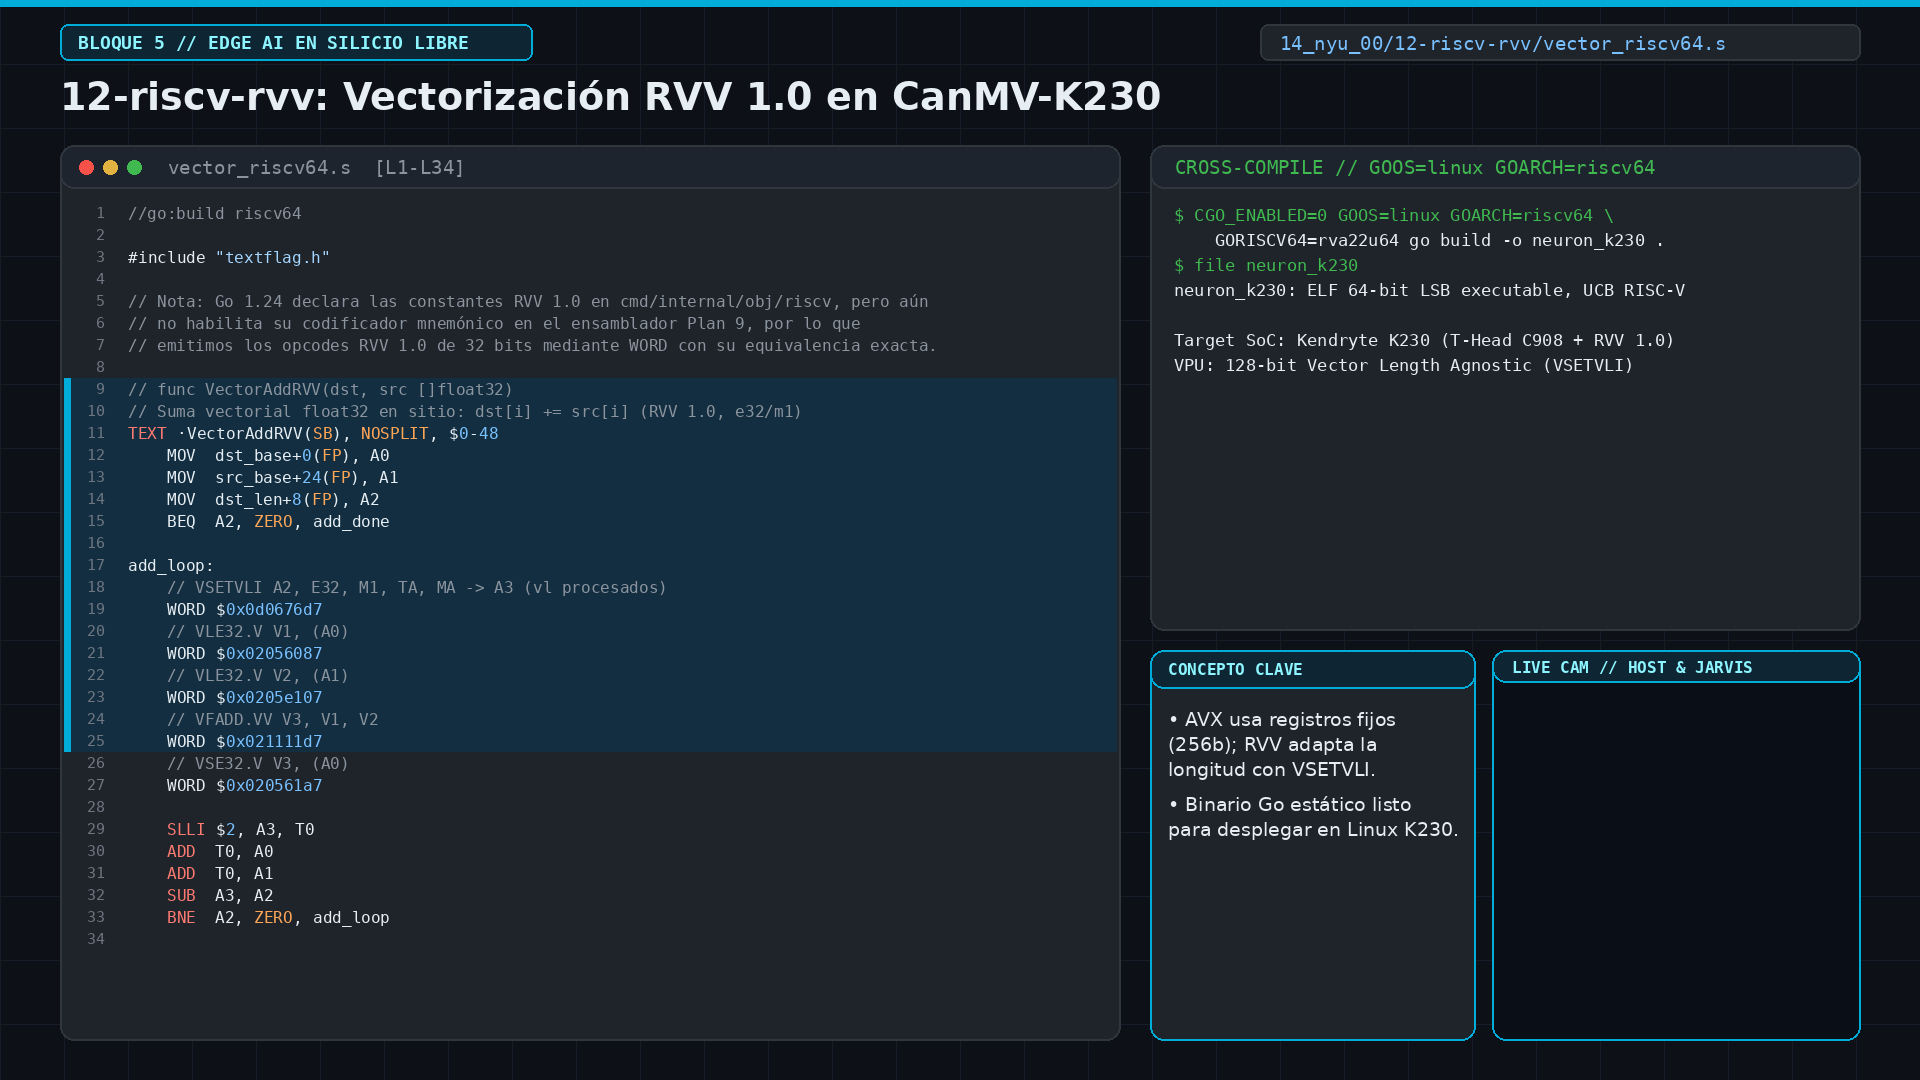 BLOQUE 5 // EDGE AI EN SILICIO LIBRE
14_nyu_00/12-riscv-rvv/vector_riscv64.s
12-riscv-rvv: Vectorización RVV 1.0 en CanMV-K230
vector_riscv64.s [L1-L34]
1 //go:build riscv64
2
3 #include "textflag.h"
4
5 // Nota: Go 1.24 declara las constantes RVV 1.0 en cmd/internal/obj/riscv, pero aún
6 // no habilita su codificador mnemónico en el ensamblador Plan 9, por lo que
7 // emitimos los opcodes RVV 1.0 de 32 bits mediante WORD con su equivalencia exacta.
8
9 // func VectorAddRVV(dst, src []float32)
10 // Suma vectorial float32 en sitio: dst[i] += src[i] (RVV 1.0, e32/m1)
11 TEXT ·VectorAddRVV(SB), NOSPLIT, $0-48
12 MOV dst_base+0(FP), A0
13 MOV src_base+24(FP), A1
14 MOV dst_len+8(FP), A2
15 BEQ A2, ZERO, add_done
16
17 add_loop:
18 // VSETVLI A2, E32, M1, TA, MA -> A3 (vl procesados)
19 WORD $0x0d0676d7
20 // VLE32.V V1, (A0)
21 WORD $0x02056087
22 // VLE32.V V2, (A1)
23 WORD $0x0205e107
24 // VFADD.VV V3, V1, V2
25 WORD $0x021111d7
26 // VSE32.V V3, (A0)
27 WORD $0x020561a7
28
29 SLLI $2, A3, T0
30 ADD T0, A0
31 ADD T0, A1
32 SUB A3, A2
33 BNE A2, ZERO, add_loop
34
CROSS-COMPILE // GOOS=linux GOARCH=riscv64
$ CGO_ENABLED=0 GOOS=linux GOARCH=riscv64 \
GORISCV64=rva22u64 go build -o neuron_k230 .
$ file neuron_k230
neuron_k230: ELF 64-bit LSB executable, UCB RISC-V
Target SoC: Kendryte K230 (T-Head C908 + RVV 1.0)
VPU: 128-bit Vector Length Agnostic (VSETVLI)
CONCEPTO CLAVE
• AVX usa registros fijos
(256b); RVV adapta la
longitud con VSETVLI.
• Binario Go estático listo
para desplegar en Linux K230.
LIVE CAM // HOST & JARVIS